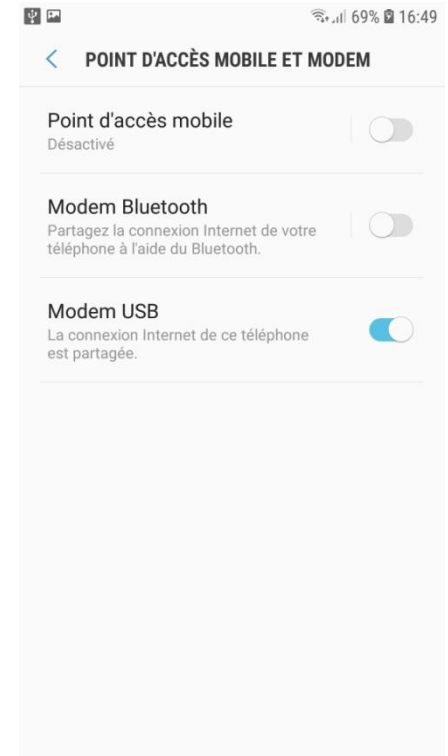 69% 16:49
POINT D'ACCÈS MOBILE ET MODEM
Point d'accès mobile
Désactivé
Modem Bluetooth
Partagez la connexion Internet de votre
téléphone à l'aide du Bluetooth.
Modem USB
La connexion Internet de ce téléphone
est partagée.